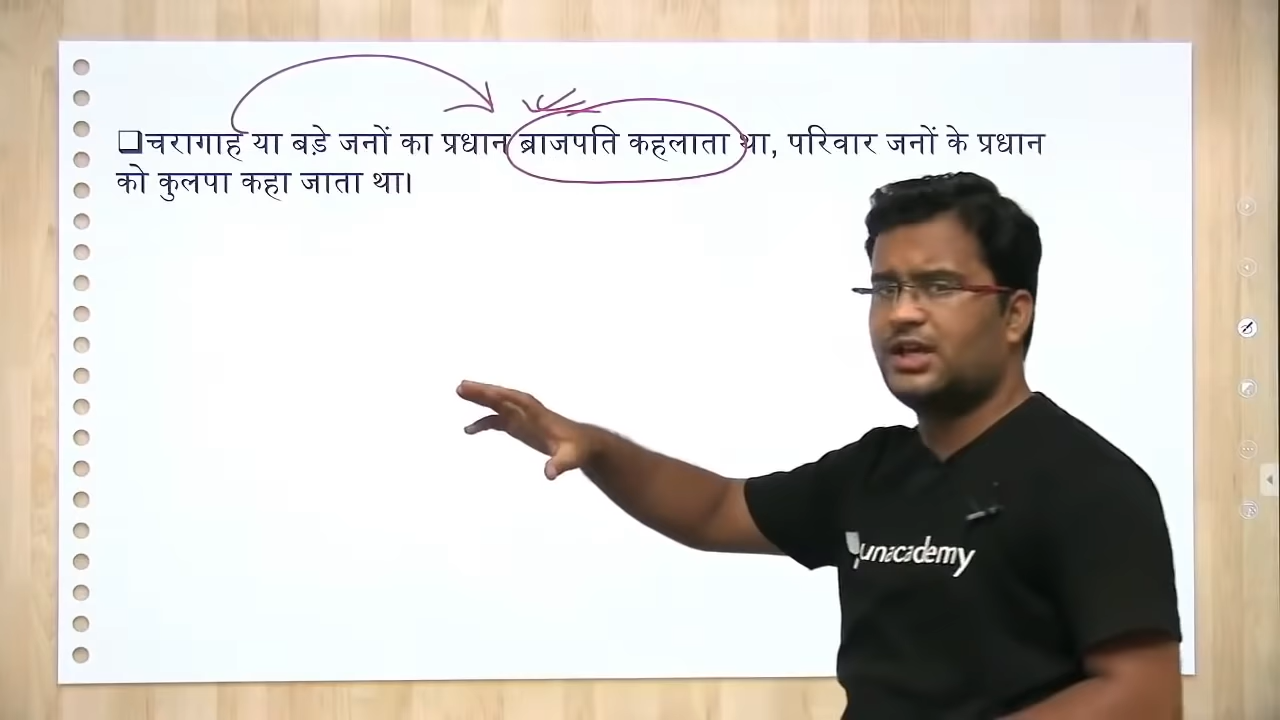 ❑चरागाह या बड़े जनों का प्रधान ब्राजपति कहलाता था, परिवार जनों के प्रधान
को कुलपा कहा जाता था।
unacademy